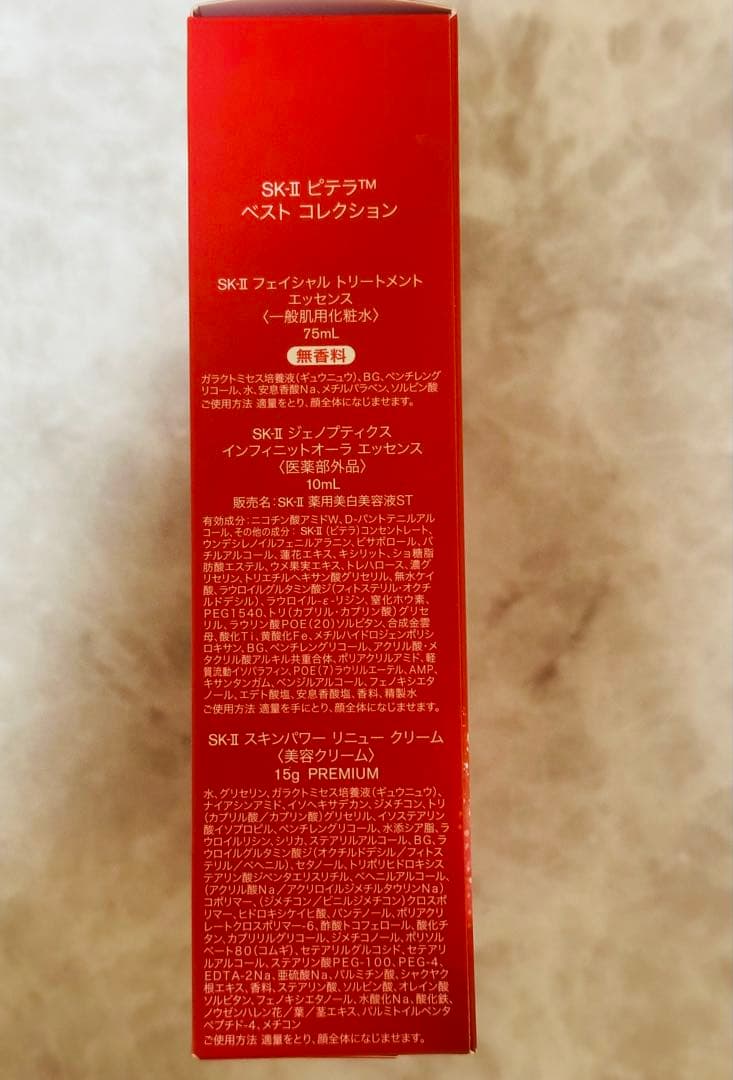 SK-II ピテラ™
ベスト コレクション
SK-II フェイシャル トリートメント
エッセンス
〈一般肌用化粧水〉
75mL
無香料
ガラクトミセス培養液(ギュウニュウ)、BG、ペンチレング
リコール、水、安息香酸Na、メチルパラベン、ソルビン酸
ご使用方法 適量をとり、顔全体になじませます。
SK-II ジェノプティクス
インフィニットオーラ エッセンス
〈医薬部外品〉
10mL
販売名:SK-II 薬用美白美容液ST
有効成分:ニコチン酸アミドW、D-パントテニルアル
コール、その他の成分: SK-II (ピテラ)コンセントレート、
ウンデシレノイルフェニルアラニン、ビサボロール、バ
チルアルコール、蓮花エキス、キシリット、ショ糖脂
肪酸エステル、ウメ果実エキス、トレハロース、濃グ
リセリン、トリエチルヘキサン酸グリセリル、無水ケイ
酸、ラウロイルグルタミン酸ジ(フィトステリル・オクチ
ルドデシル)、ラウロイル-ε-リジン、窒化ホウ素、
PEG1540、トリ(カプリル・カプリン酸)グリセ
リル、ラウリン酸POE(20)ソルビタン、合成金雲
母、酸化Ti、黄酸化Fe、メチルハイドロジェンポリシ
ロキサン、BG、ペンチレングリコール、アクリル酸・メ
タクリル酸アルキル共重合体、ポリアクリルアミド、軽
質流動イソパラフィン、POE(7)ラウリルエーテル、AMP、
キサンタンガム、ベンジルアルコール、フェノキシエタ
ノール、エデト酸塩、安息香酸塩、香料、精製水
ご使用方法 適量を手にとり、顔全体になじませます。
SK-II スキンパワー リニュー クリーム
〈美容クリーム〉
15g PREMIUM
水、グリセリン、ガラクトミセス培養液(ギュウニュウ)、
ナイアシンアミド、イソヘキサデカン、ジメチコン、トリ
(カプリル酸/カプリン酸)グリセリル、イソステアリン
酸イソプロピル、ペンチレングリコール、水添シア脂、ラ
ウロイルリシン、シリカ、ステアリルアルコール、BG、ラ
ウロイルグルタミン酸ジ(オクチルドデシル/フィトス
テリル/ベヘニル)、セタノール、トリポリヒドロキシス
テアリン酸ジペンタエリスリチル、ベヘニルアルコール、
(アクリル酸Na/アクリロイルジメチルタウリンNa)
コポリマー、(ジメチコン/ビニルジメチコン)クロスポ
リマー、ヒドロキシケイヒ酸、パンテノール、ポリアクリ
レートクロスポリマー-6、酢酸トコフェロール、酸化チ
タン、カプリリルグリコール、ジメチコノール、ポリソル
ベート80(コムギ)、セテアリルグルコシド、セテアリ
ルアルコール、ステアリン酸PEG-100、PEG-4、
EDTA-2Na、亜硫酸Na、パルミチン酸、シャクヤク
根エキス、香料、ステアリン酸、ソルビン酸、オレイン酸
ソルビタン、フェノキシエタノール、水酸化Na、酸化鉄、
ノウゼンハレン花/葉/茎エキス、パルミトイルペンタ
ペプチド-4、メチコン
ご使用方法 適量をとり、顔全体になじませます。